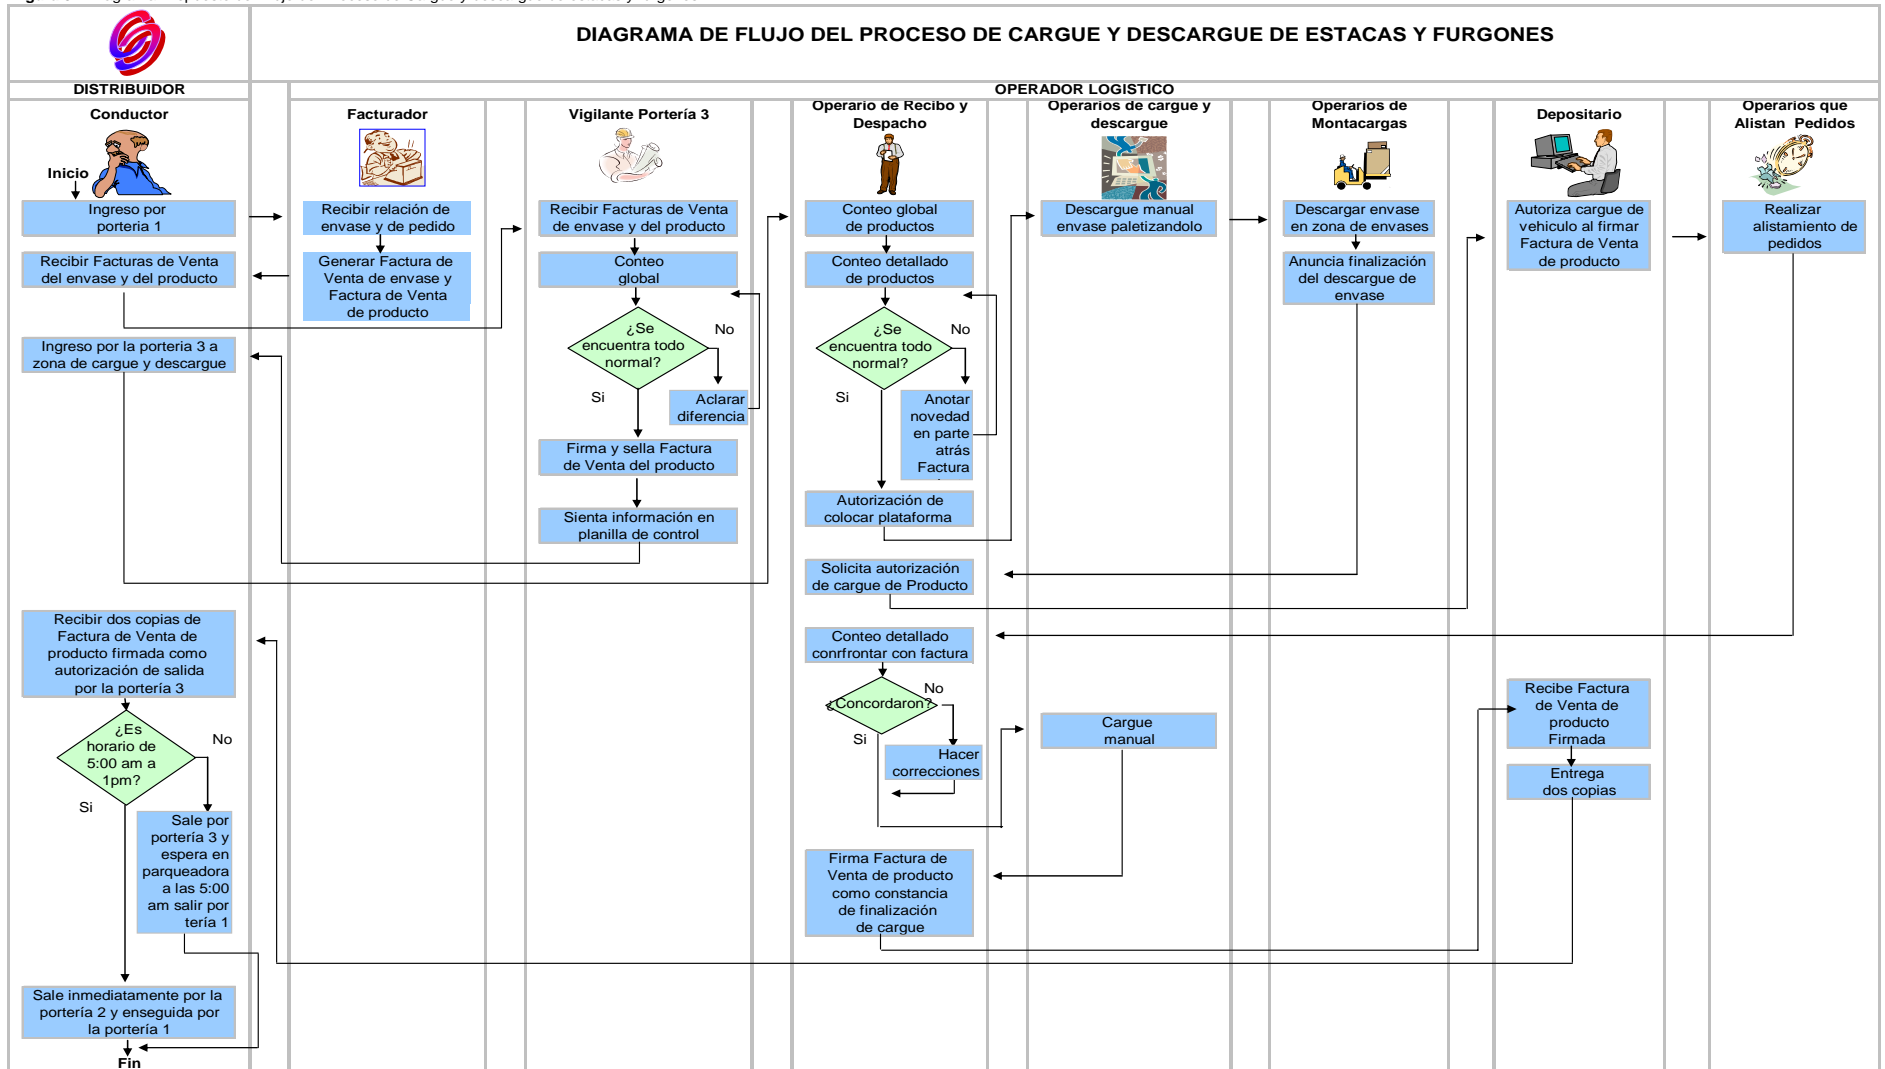 DIAGRAMA DE FLUJO DEL PROCESO DE CARGUE Y DESCARGUE DE ESTACAS Y FURGONES
DISTRIBUIDOR
OPERADOR LOGISTICO
Conductor
Facturador
Vigilante Portería 3
Operario de Recibo y
Despacho
Operarios de cargue y
descargue
Operarios de
Montacargas
Depositario
Operarios que
Alistan Pedidos
Inicio
Ingreso por
porteria 1
Recibir relación de
envase y de pedido
Recibir Facturas de Venta
de envase y del producto
Conteo global
de productos
Descargue manual
envase paletizandolo
Descargar envase
en zona de envases
Autoriza cargue de
vehiculo al firmar
Factura de Venta
de producto
Realizar
alistamiento de
pedidos
Recibir Facturas de Venta
del envase y del producto
Generar Factura de
Venta de envase y
Factura de Venta
de producto
Conteo
global
Conteo detallado
de productos
Anuncia finalización
del descargue de
envase
Ingreso por la porteria 3 a
zona de cargue y descargue
¿Se
encuentra todo
normal?
No
Si
Aclarar
diferencia
¿Se
encuentra todo
normal?
No
Si
Anotar
novedad
en parte
atrás
Factura
Firma y sella Factura
de Venta del producto
Sienta información en
planilla de control
Autorización de
colocar plataforma
Solicita autorización
de cargue de Producto
Recibir dos copias de
Factura de Venta de
producto firmada como
autorización de salida
por la portería 3
Conteo detallado
conrfrontar con factura
¿Concordaron?
No
Si
Hacer
correcciones
Cargue
manual
Recibe Factura
de Venta de
producto
Firmada
Entrega
dos copias
¿Es
horario de
5:00 am a
1pm?
No
Si
Sale por
portería 3 y
espera en
parqueadora
a las 5:00
am salir por
tería 1
Firma Factura de
Venta de producto
como constancia
de finalización
de cargue
Sale inmediatamente por la
portería 2 y enseguida por
la portería 1
Fin